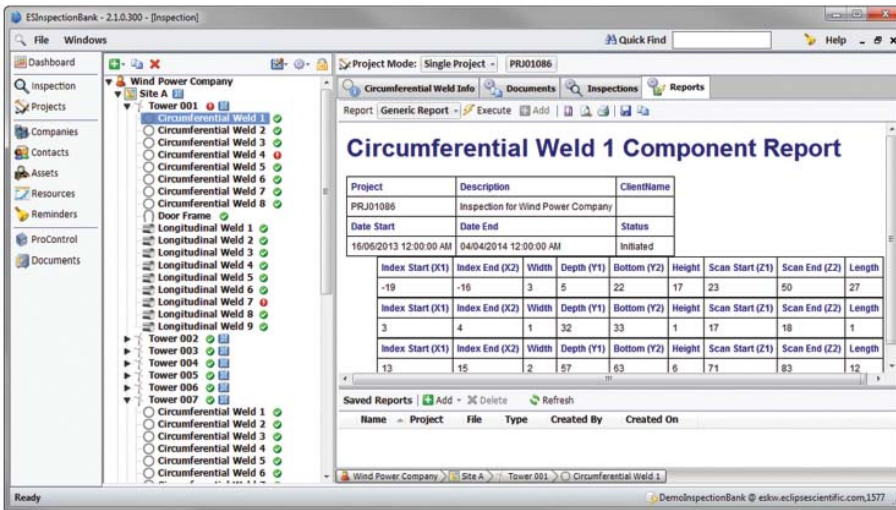 ESInspectionBank - 2.1.0.300 - [Inspection]
File Windows Quick Find Help
Dashboard
Inspection
Projects
Companies
Contacts
Assets
Resources
Reminders
ProControl
Documents
Wind Power Company
Site A
Tower 001
Circumferential Weld 1
Circumferential Weld 2
Circumferential Weld 3
Circumferential Weld 4
Circumferential Weld 5
Circumferential Weld 6
Circumferential Weld 7
Circumferential Weld 8
Door Frame
Longitudinal Weld 1
Longitudinal Weld 2
Longitudinal Weld 3
Longitudinal Weld 4
Longitudinal Weld 5
Longitudinal Weld 6
Longitudinal Weld 7
Longitudinal Weld 8
Longitudinal Weld 9
Tower 002
Tower 003
Tower 004
Tower 005
Tower 006
Tower 007
Circumferential Weld 1
Circumferential Weld 2
Circumferential Weld 3
Circumferential Weld 4
Circumferential Weld 5
Circumferential Weld 6
Project Mode: Single Project PRJ01086
Circumferential Weld Info Documents Inspections Reports
Report Generic Report Execute Add
Circumferential Weld 1 Component Report
Project Description ClientName
PRJ01086 Inspection for Wind Power Company
Date Start Date End Status
16/06/2013 12:00:00 AM 04/04/2014 12:00:00 AM Initiated
Index Start (X1) Index End (X2) Width Depth (Y1) Bottom (Y2) Height Scan Start (Z1) Scan End (Z2) Length
-19 -16 3 5 22 17 23 50 27
Index Start (X1) Index End (X2) Width Depth (Y1) Bottom (Y2) Height Scan Start (Z1) Scan End (Z2) Length
3 4 1 32 33 1 17 18 1
Index Start (X1) Index End (X2) Width Depth (Y1) Bottom (Y2) Height Scan Start (Z1) Scan End (Z2) Length
13 15 2 57 63 6 71 83 12
Saved Reports Add Delete Refresh
Name Project File Type Created By Created On
Wind Power Company Site A Tower 001 Circumferential Weld 1
Ready DemoInspectionBank @ eskw.eclipsescientific.com,1577